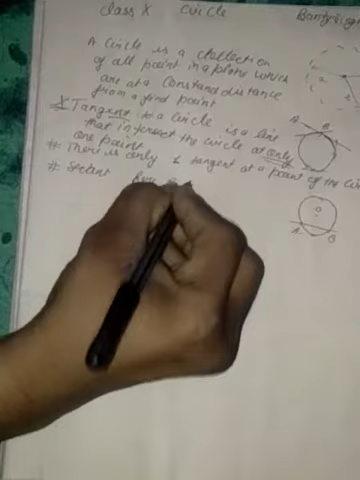 Class X Circle
A Circle is a Collection
of all point in a plane which
are at a Constand distance
from a fixed point
Tangent to a Circle is a line
that intersect the circle at only
one point
# There is only 1 tangent at a point of the Cir
# Secant
A B
O
A B